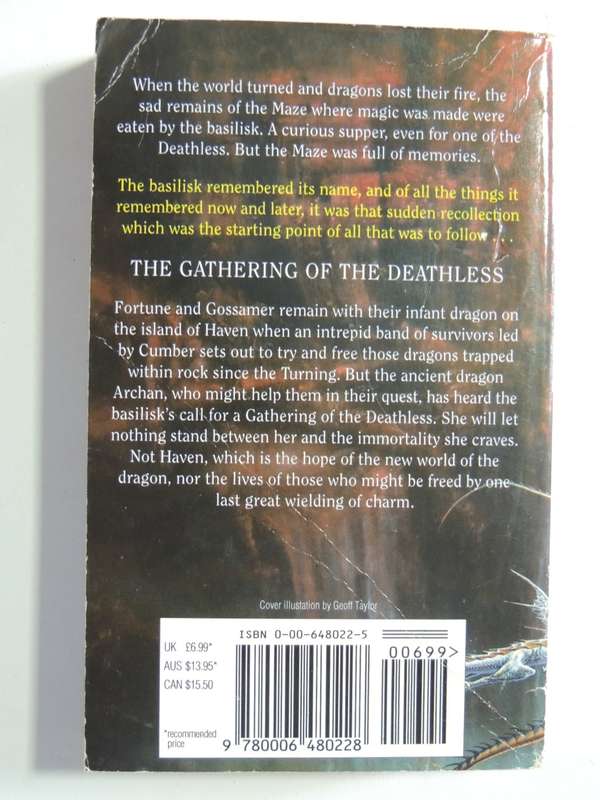 When the world turned and dragons lost their fire, the
sad remains of the Maze where magic was made were
eaten by the basilisk. A curious supper, even for one of the
Deathless. But the Maze was full of memories.
The basilisk remembered its name, and of all the things it
remembered now and later, it was that sudden recollection
which was the starting point of all that was to follow . . .
THE GATHERING OF THE DEATHLESS
Fortune and Gossamer remain with their infant dragon on
the island of Haven when an intrepid band of survivors led
by Cumber sets out to try and free those dragons trapped
within rock since the Turning. But the ancient dragon
Archan, who might help them in their quest, has heard the
basilisk's call for a Gathering of the Deathless. She will let
nothing stand between her and the immortality she craves.
Not Haven, which is the hope of the new world of the
dragon, nor the lives of those who might be freed by one
last great wielding of charm.
Cover illustation by Geoff Taylor
ISBN 0-00-648022-5
UK £6.99*
AUS $13.95*
CAN $15.50
*recommended
price
00699>
9 780006 480228